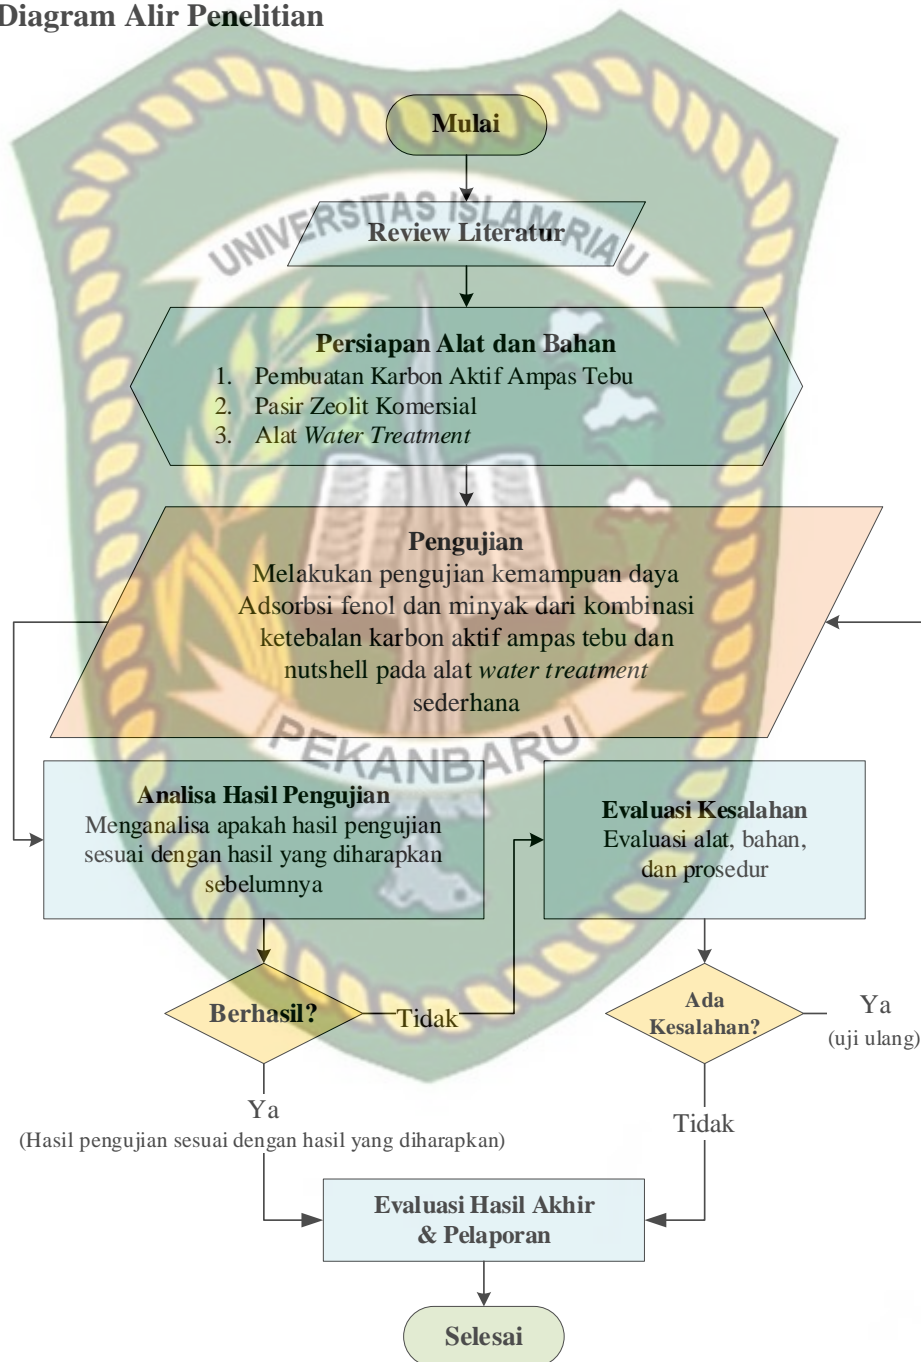 Diagram Alir Penelitian
Mulai
UNIVERSITAS ISLAM RIAU
Review Literatur
Persiapan Alat dan Bahan
1. Pembuatan Karbon Aktif Ampas Tebu
2. Pasir Zeolit Komersial
3. Alat Water Treatment
Pengujian
Melakukan pengujian kemampuan daya
Adsorbsi fenol dan minyak dari kombinasi
ketebalan karbon aktif ampas tebu dan
nutshell pada alat water treatment
sederhana
PEKANBARU
Analisa Hasil Pengujian
Menganalisa apakah hasil pengujian
sesuai dengan hasil yang diharapkan
sebelumnya
Evaluasi Kesalahan
Evaluasi alat, bahan,
dan prosedur
Berhasil?
Tidak
Ada
Kesalahan?
Ya
(uji ulang)
Ya
(Hasil pengujian sesuai dengan hasil yang diharapkan)
Tidak
Evaluasi Hasil Akhir
& Pelaporan
Selesai